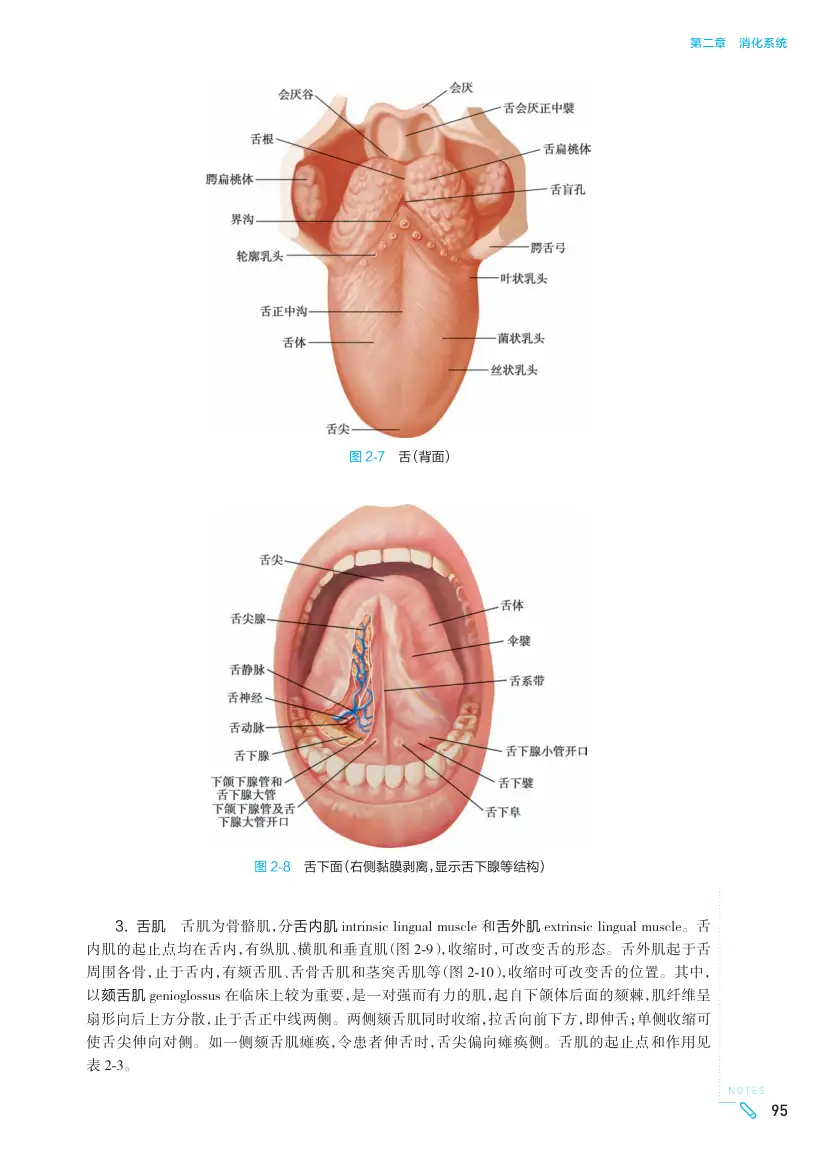 第二章 消化系统
会厌谷
会厌
舌会厌正中襞
舌根
舌扁桃体
腭扁桃体
舌盲孔
界沟
腭舌弓
轮廓乳头
叶状乳头
舌正中沟
菌状乳头
舌体
丝状乳头
舌尖
图 2-7 舌(背面)
舌尖
舌体
舌尖腺
伞襞
舌静脉
舌系带
舌神经
舌动脉
舌下腺小管开口
舌下腺
舌下襞
下颌下腺管和
舌下腺大管
下颌下腺管及舌
下腺大管开口
舌下阜
图 2-8 舌下面(右侧黏膜剥离,显示舌下腺等结构)
3. 舌肌 舌肌为骨骼肌,分舌内肌 intrinsic lingual muscle 和舌外肌 extrinsic lingual muscle。舌
内肌的起止点均在舌内,有纵肌、横肌和垂直肌(图 2-9),收缩时,可改变舌的形态。舌外肌起于舌
周围各骨,止于舌内,有颏舌肌、舌骨舌肌和茎突舌肌等(图 2-10),收缩时可改变舌的位置。其中,
以颏舌肌 genioglossus 在临床上较为重要,是一对强而有力的肌,起自下颌体后面的颏棘,肌纤维呈
扇形向后上方分散,止于舌正中线两侧。两侧颏舌肌同时收缩,拉舌向前下方,即伸舌;单侧收缩可
使舌尖伸向对侧。如一侧颏舌肌瘫痪,令患者伸舌时,舌尖偏向瘫痪侧。舌肌的起止点和作用见
表 2-3。
NOTES
95